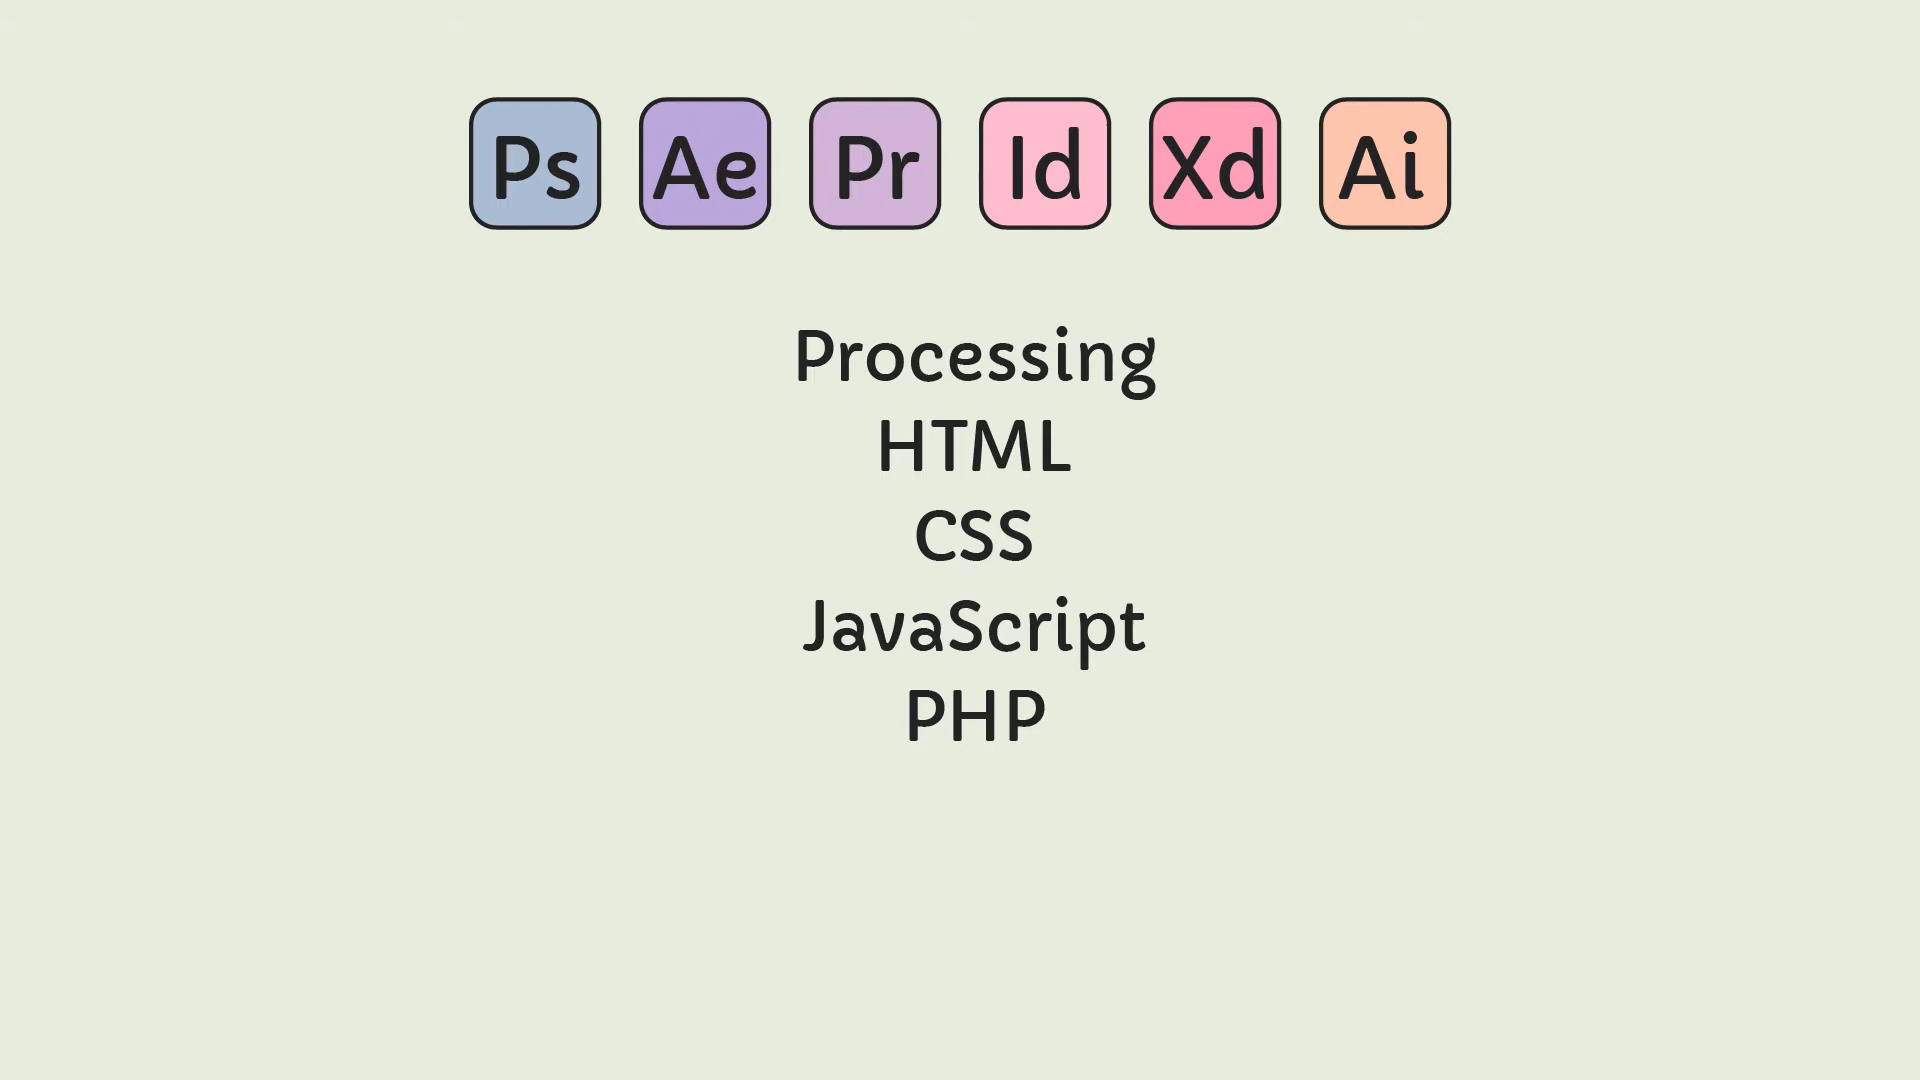 Ps Ae Pr Id Xd Ai
Processing
HTML
CSS
JavaScript
PHP